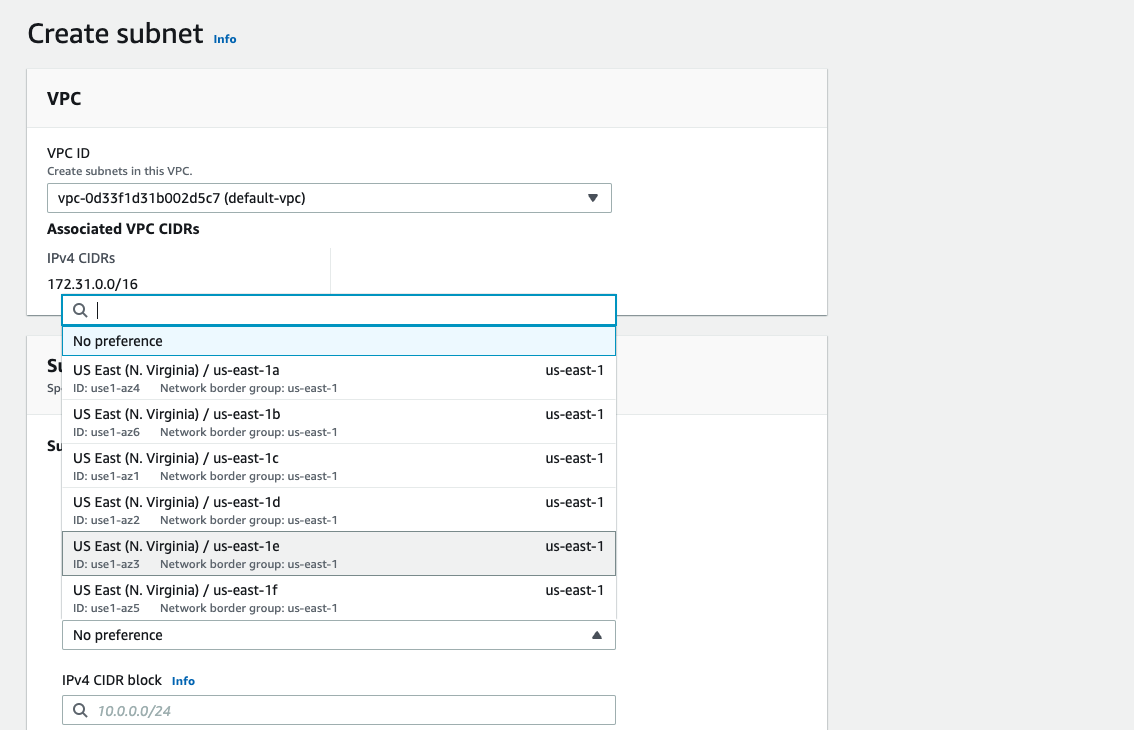 Create subnet Info
VPC
VPC ID
Create subnets in this VPC.
vpc-0d33f1d31b002d5c7 (default-vpc)
Associated VPC CIDRs
IPv4 CIDRs
172.31.0.0/16
No preference
US East (N. Virginia) / us-east-1a us-east-1
ID: use1-az4 Network border group: us-east-1
US East (N. Virginia) / us-east-1b us-east-1
ID: use1-az6 Network border group: us-east-1
US East (N. Virginia) / us-east-1c us-east-1
ID: use1-az1 Network border group: us-east-1
US East (N. Virginia) / us-east-1d us-east-1
ID: use1-az2 Network border group: us-east-1
US East (N. Virginia) / us-east-1e us-east-1
ID: use1-az3 Network border group: us-east-1
US East (N. Virginia) / us-east-1f us-east-1
ID: use1-az5 Network border group: us-east-1
No preference
IPv4 CIDR block Info
10.0.0.0/24